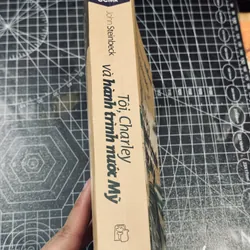 John Steinbeck
Tôi, Charley
và hành trình nước Mỹ